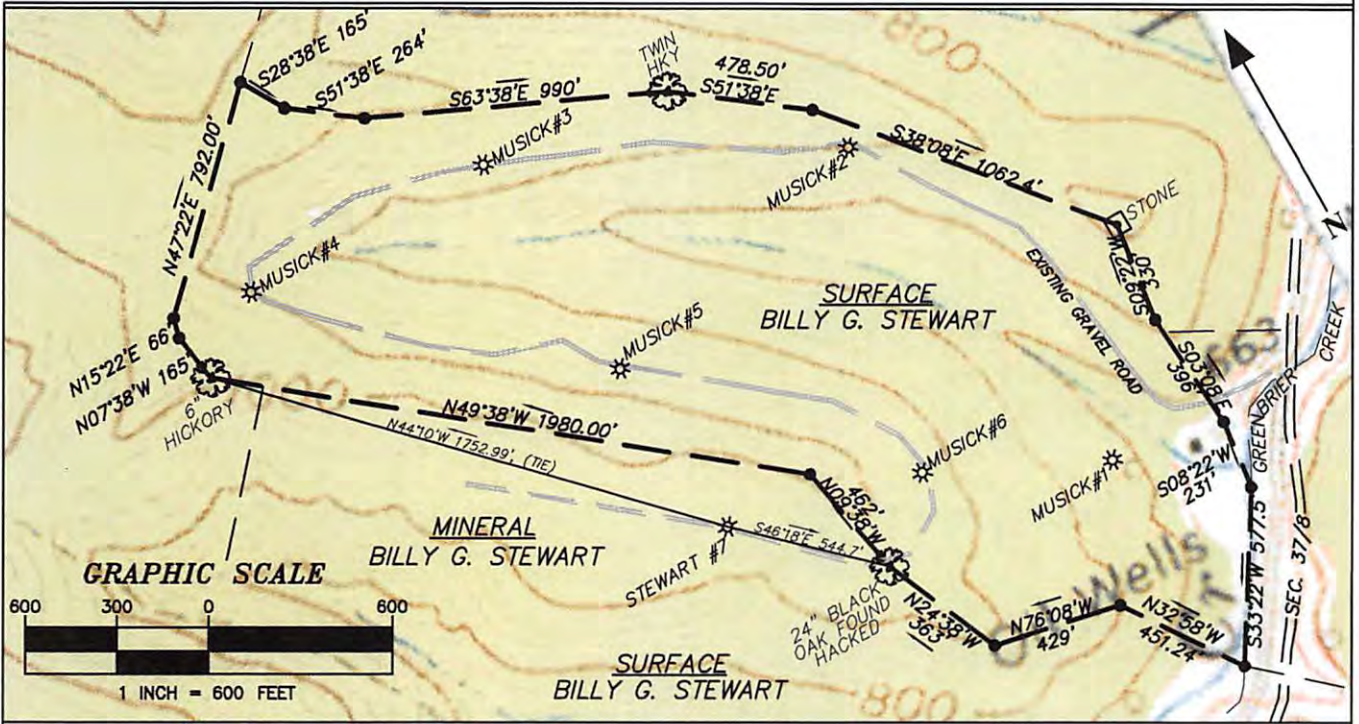 800
S28°38'E 165'
S51°38'E 264'
S63°38'E 990'
TWIN
HKY
478.50'
S51°38'E
S38°08'E 1062.4'
STONE
S09°22'W
330
S03°08'E
396
S08°22'W
231'
S33°22'W 577.5
GREENBRIER CREEK
SEC. 37/8
N
N47°22'E 792.00'
N15°22'E 66'
N07°38'W 165'
6"
HICKORY
MUSICK#3
MUSICK#2
MUSICK#4
MUSICK#5
MUSICK#6
MUSICK#1
EXISTING GRAVEL ROAD
SURFACE
BILLY G. STEWART
N49°38'W 1980.00'
N44°10'W 1752.99', (TIE)
N09°38'W
462'
S46°18'E 544.7'
STEWART #7
MINERAL
BILLY G. STEWART
24" BLACK
OAK FOUND
HACKED
N24°38'W
363'
N76°08'W
429'
N32°58'W
451.24
Wells
SURFACE
BILLY G. STEWART
800
GRAPHIC SCALE
600 300 0 600
1 INCH = 600 FEET